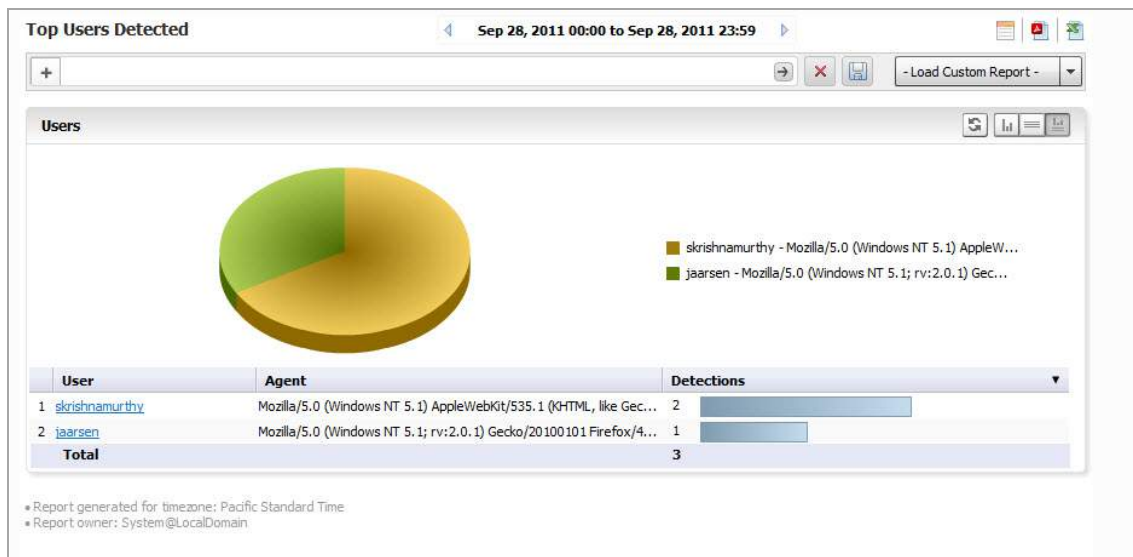 Top Users Detected
Sep 28, 2011 00:00 to Sep 28, 2011 23:59
+
- Load Custom Report -
Users
skrishnamurthy - Mozilla/5.0 (Windows NT 5.1) AppleW...
jaarsen - Mozilla/5.0 (Windows NT 5.1; rv:2.0.1) Gec...
User Agent Detections ▼
1 skrishnamurthy Mozilla/5.0 (Windows NT 5.1) AppleWebKit/535.1 (KHTML, like Gec... 2
2 jaarsen Mozilla/5.0 (Windows NT 5.1; rv:2.0.1) Gecko/20100101 Firefox/4... 1
Total 3
• Report generated for timezone: Pacific Standard Time
• Report owner: System@LocalDomain